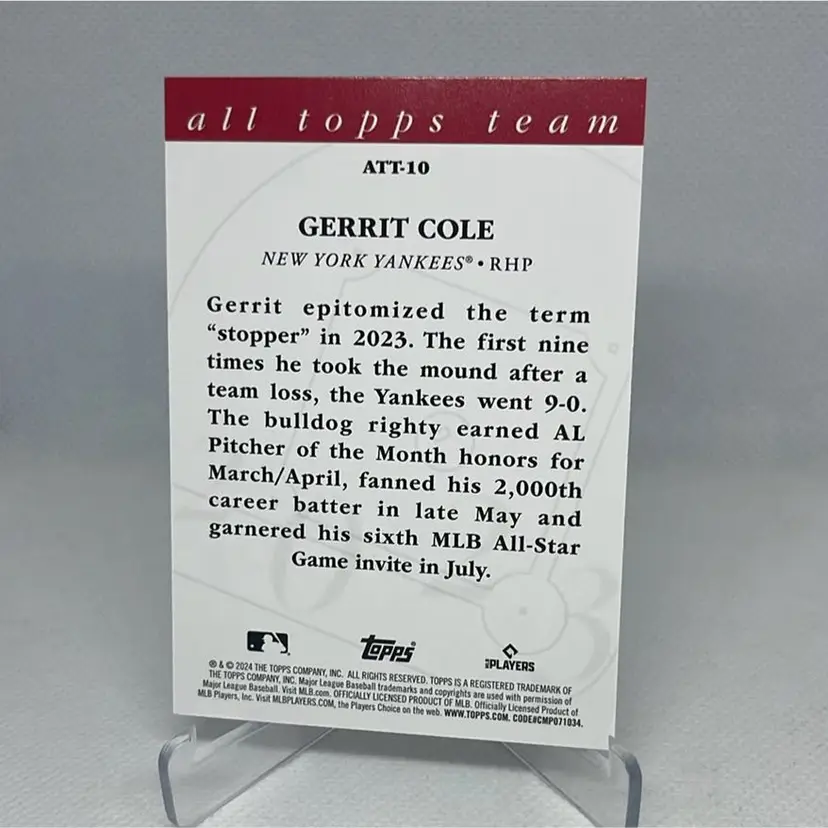 all topps team
ATT-10
GERRIT COLE
NEW YORK YANKEES® • RHP
Gerrit epitomized the term
“stopper” in 2023. The first nine
times he took the mound after a
team loss, the Yankees went 9-0.
The bulldog righty earned AL
Pitcher of the Month honors for
March/April, fanned his 2,000th
career batter in late May and
garnered his sixth MLB All-Star
Game invite in July.
topps®
MLB PLAYERS
® & © 2024 THE TOPPS COMPANY, INC. ALL RIGHTS RESERVED. TOPPS IS A REGISTERED TRADEMARK OF
THE TOPPS COMPANY, INC. Major League Baseball trademarks and copyrights are used with permission of
Major League Baseball. Visit MLB.com. OFFICIALLY LICENSED PRODUCT OF MLB. Officially Licensed Product of
MLB Players, Inc. Visit MLBPLAYERS.COM, the Players Choice on the web. WWW.TOPPS.COM. CODE#CMP071034.